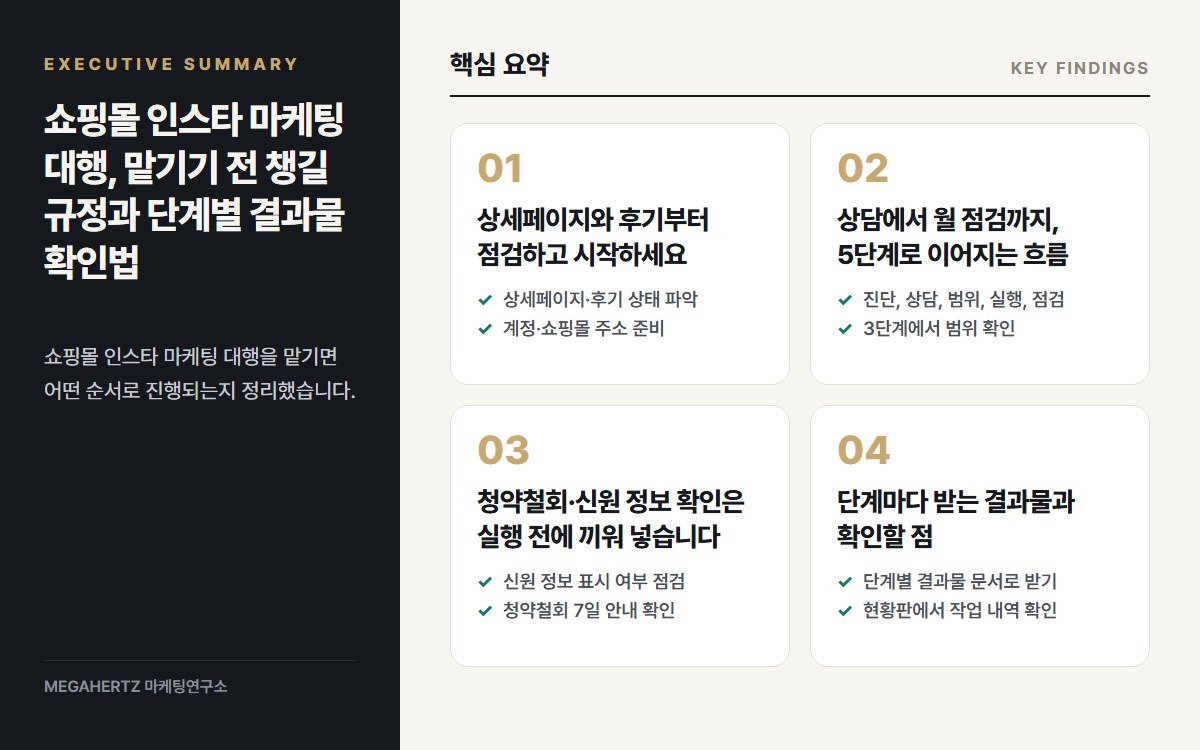 EXECUTIVE SUMMARY
쇼핑몰 인스타 마케팅
대행, 맡기기 전 챙길
규정과 단계별 결과물
확인법
쇼핑몰 인스타 마케팅 대행을 맡기면
어떤 순서로 진행되는지 정리했습니다.
MEGAHERTZ 마케팅연구소
핵심 요약
KEY FINDINGS
01
상세페이지와 후기부터
점검하고 시작하세요
상세페이지·후기 상태 파악
계정·쇼핑몰 주소 준비
02
상담에서 월 점검까지,
5단계로 이어지는 흐름
진단, 상담, 범위, 실행, 점검
3단계에서 범위 확인
03
청약철회·신원 정보 확인은
실행 전에 끼워 넣습니다
신원 정보 표시 여부 점검
청약철회 7일 안내 확인
04
단계마다 받는 결과물과
확인할 점
단계별 결과물 문서로 받기
현황판에서 작업 내역 확인